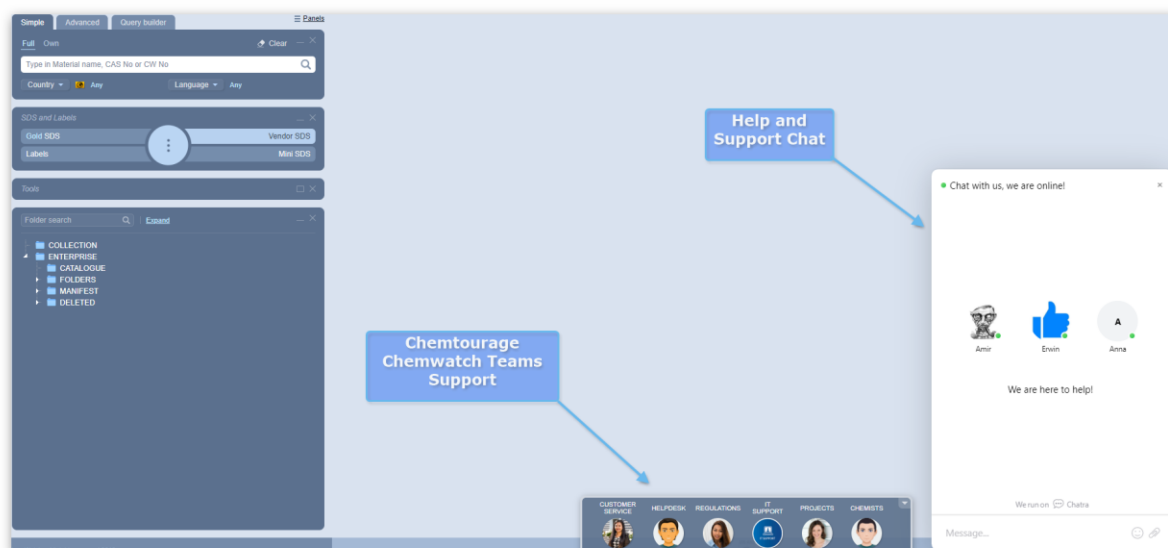 Simple Advanced Query builder Panels
Full Own Clear
Type in Material name, CAS No or CW No
Country Any Language Any
SDS and Labels
Gold SDS Vendor SDS
Labels Mini SDS
Tools
Folder search Expand
COLLECTION
ENTERPRISE
CATALOGUE
FOLDERS
MANIFEST
DELETED
Help and
Support Chat
Chemtourage
Chemwatch Teams
Support
Chat with us, we are online!
A
Amir Erwin Anna
We are here to help!
We run on Chatra
Message...
CUSTOMER
SERVICE
HELPDESK
REGULATIONS
IT
SUPPORT
PROJECTS
CHEMISTS